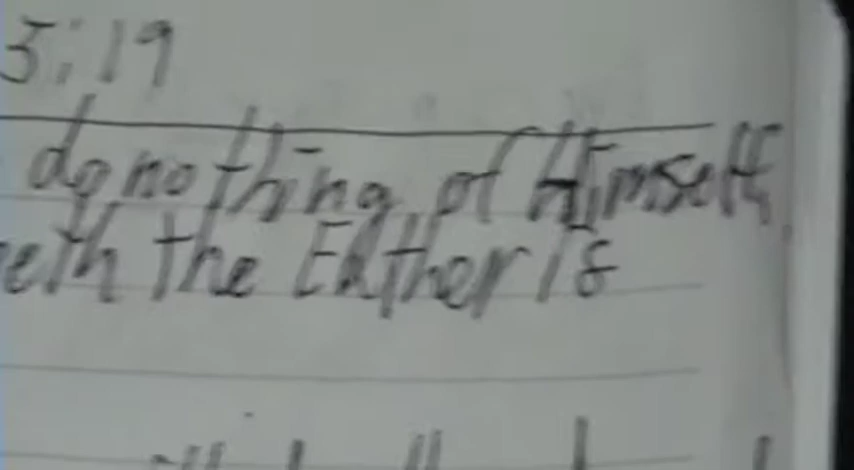 5:19
do nothing of Himself,
eth the Father is